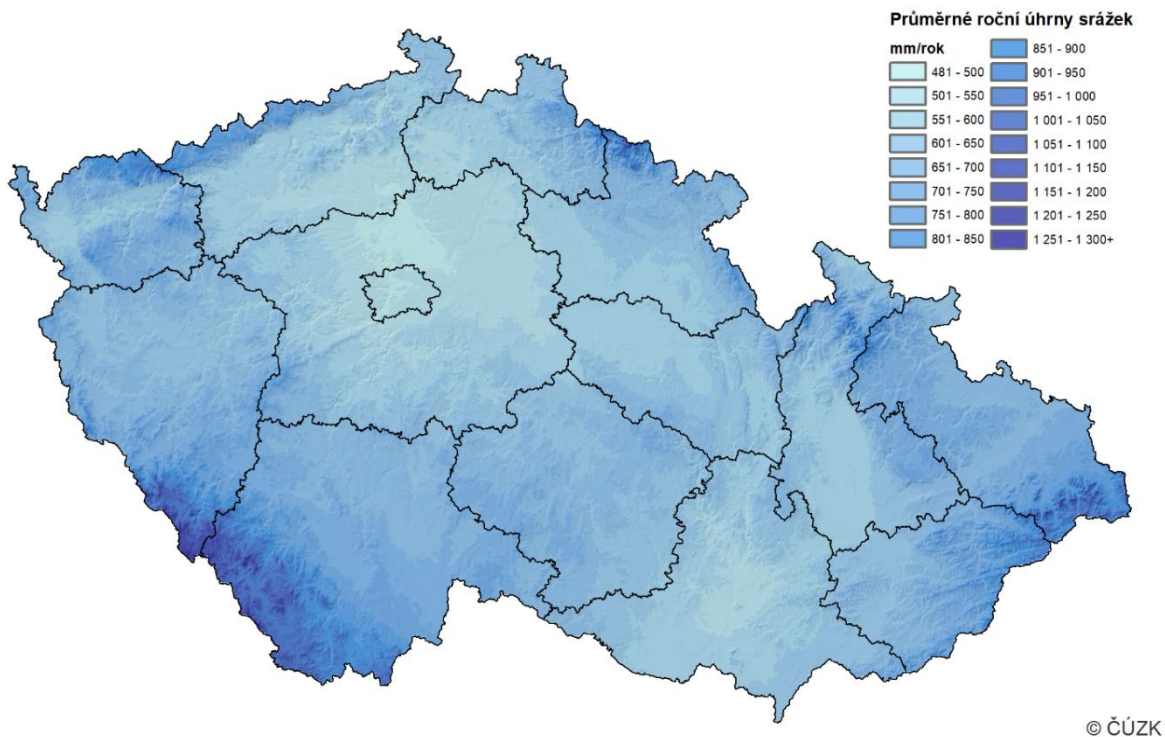 Průměrné roční úhrny srážek
mm/rok
481 - 500
501 - 550
551 - 600
601 - 650
651 - 700
701 - 750
751 - 800
801 - 850
851 - 900
901 - 950
951 - 1 000
1 001 - 1 050
1 051 - 1 100
1 101 - 1 150
1 151 - 1 200
1 201 - 1 250
1 251 - 1 300+
© ČÚZK